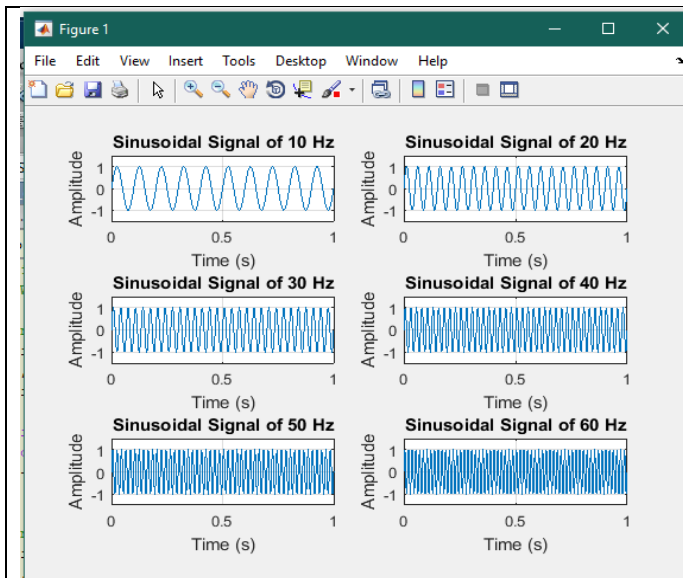 Figure 1
File Edit View Insert Tools Desktop Window Help
Sinusoidal Signal of 10 Hz
Amplitude
1
0
-1
0 0.5 1
Time (s)
Sinusoidal Signal of 20 Hz
Amplitude
1
0
-1
0 0.5 1
Time (s)
Sinusoidal Signal of 30 Hz
Amplitude
1
0
-1
0 0.5 1
Time (s)
Sinusoidal Signal of 40 Hz
Amplitude
1
0
-1
0 0.5 1
Time (s)
Sinusoidal Signal of 50 Hz
Amplitude
1
0
-1
0 0.5 1
Time (s)
Sinusoidal Signal of 60 Hz
Amplitude
1
0
-1
0 0.5 1
Time (s)